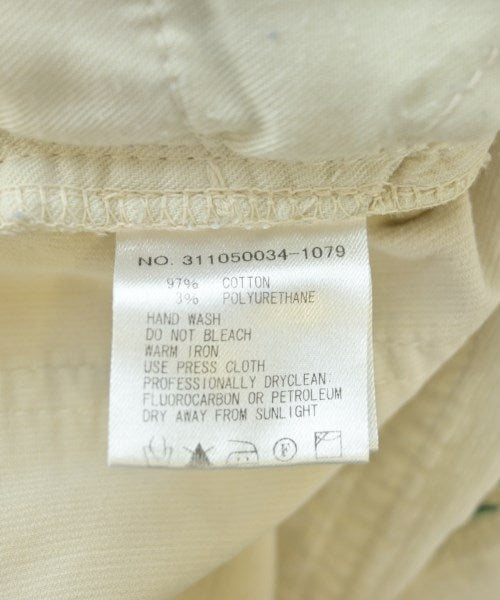 NO. 311050034-1079
97% COTTON
3% POLYURETHANE
HAND WASH
DO NOT BLEACH
WARM IRON
USE PRESS CLOTH
PROFESSIONALLY DRYCLEAN:
FLUOROCARBON OR PETROLEUM
DRY AWAY FROM SUNLIGHT
F